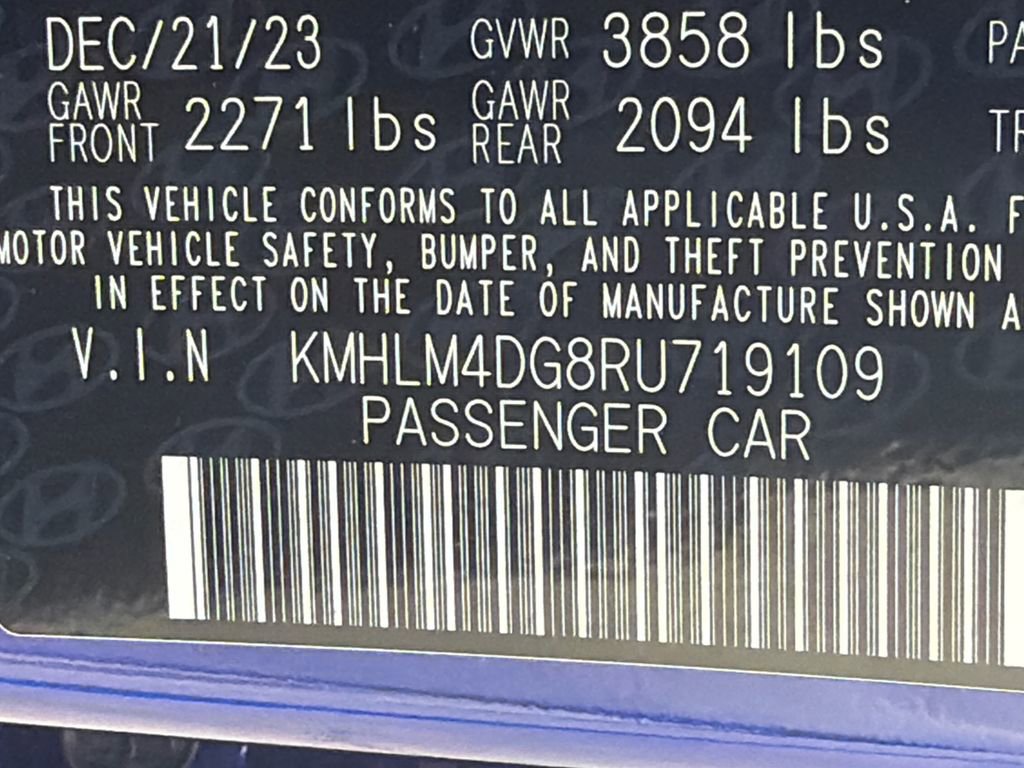 DEC/21/23 GVWR 3858 lbs PA
GAWR FRONT 2271 lbs GAWR REAR 2094 lbs TR
THIS VEHICLE CONFORMS TO ALL APPLICABLE U.S.A. F
MOTOR VEHICLE SAFETY, BUMPER, AND THEFT PREVENTION
IN EFFECT ON THE DATE OF MANUFACTURE SHOWN A
V.I.N KMHLM4DG8RU719109
PASSENGER CAR